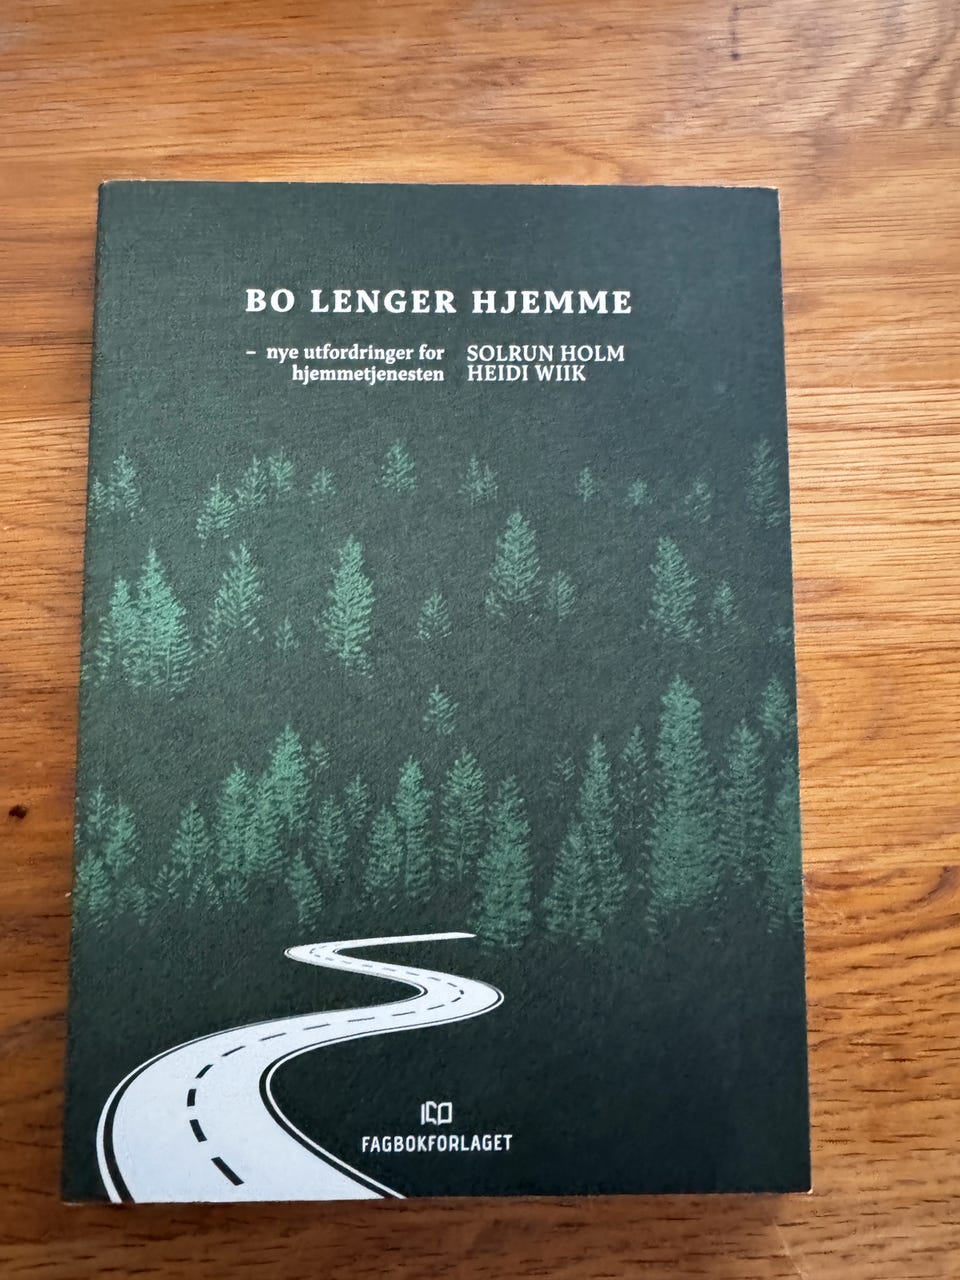 BO LENGER HJEMME
– nye utfordringer for
hjemmetjenesten
SOLRUN HOLM
HEIDI WIIK
FAGBOKFORLAGET